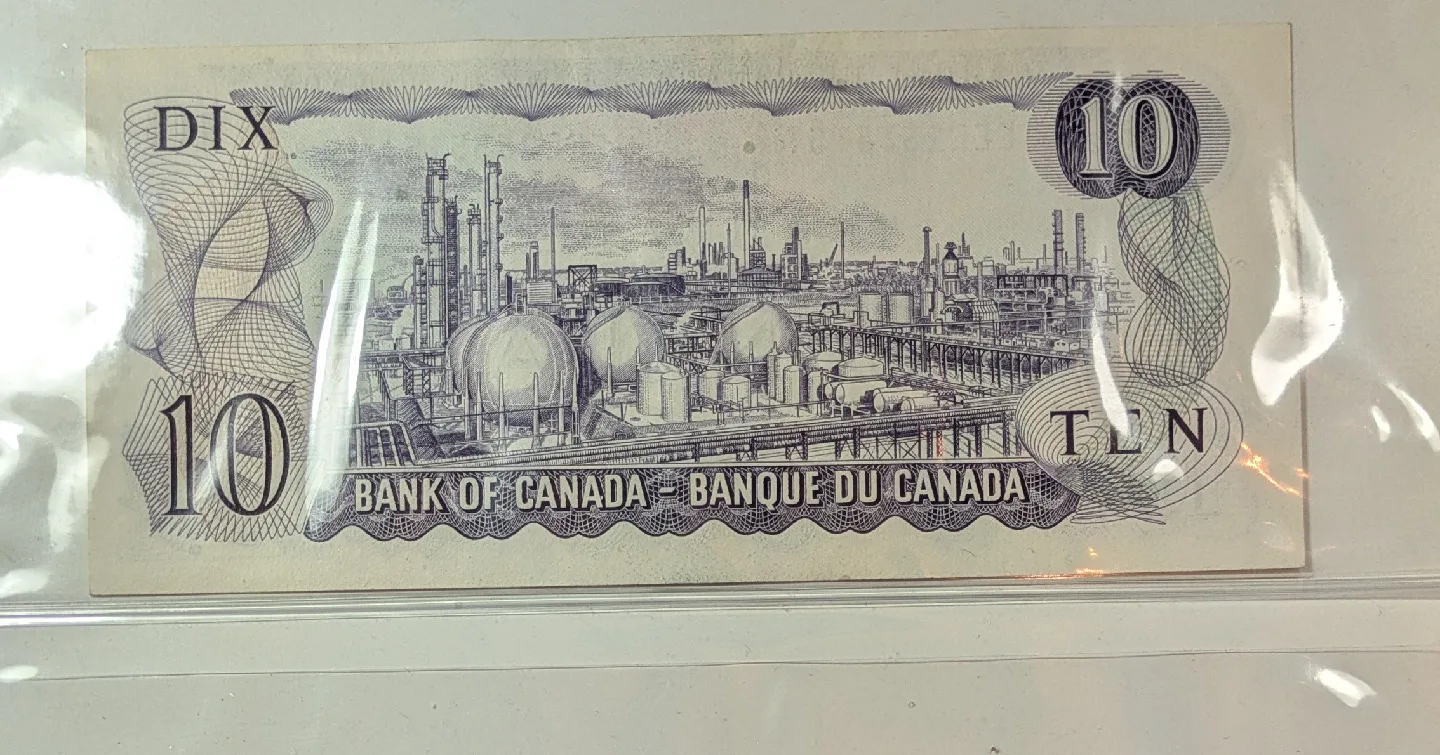 DIX
10
10
TEN
BANK OF CANADA – BANQUE DU CANADA